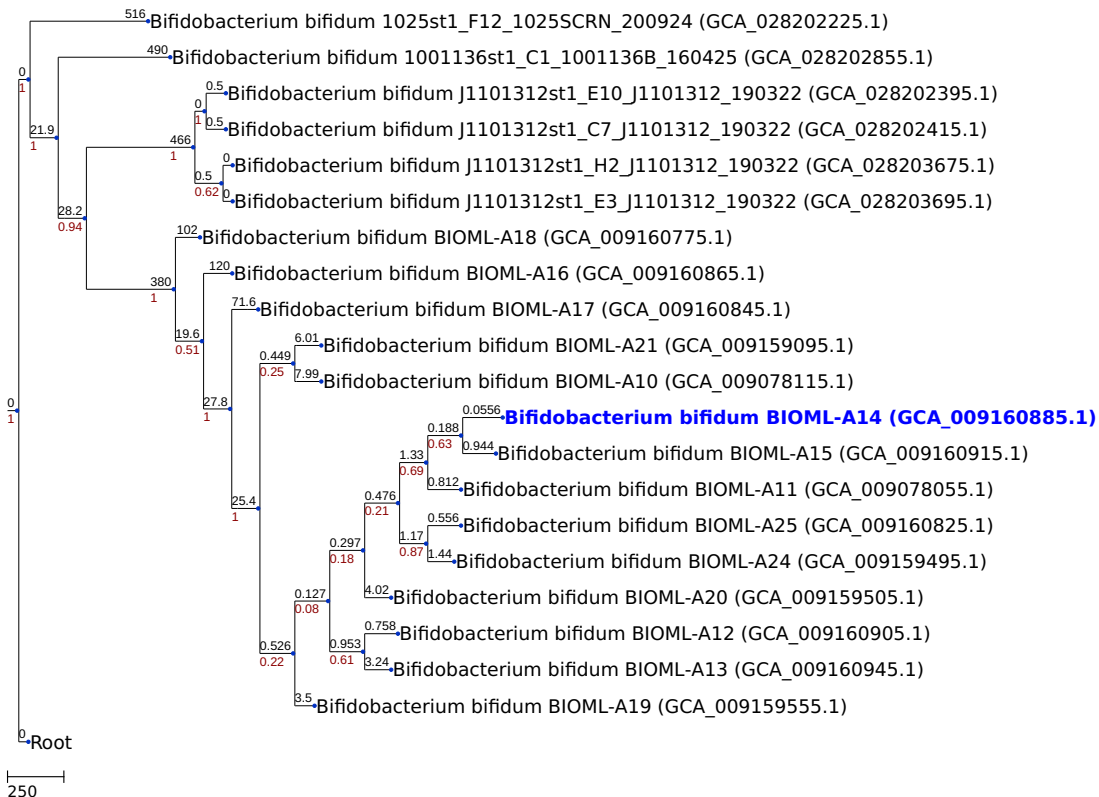 516 Bifidobacterium bifidum 1025st1_F12_1025SCRN_200924 (GCA_028202225.1)
490 Bifidobacterium bifidum 1001136st1_C1_1001136B_160425 (GCA_028202855.1)
0
1
0.5 Bifidobacterium bifidum J1101312st1_E10_J1101312_190322 (GCA_028202395.1)
0
1
0.5 Bifidobacterium bifidum J1101312st1_C7_J1101312_190322 (GCA_028202415.1)
21.9
1
466
1
0 Bifidobacterium bifidum J1101312st1_H2_J1101312_190322 (GCA_028203675.1)
0.5
0.62
0 Bifidobacterium bifidum J1101312st1_E3_J1101312_190322 (GCA_028203695.1)
28.2
0.94
102 Bifidobacterium bifidum BIOML-A18 (GCA_009160775.1)
120 Bifidobacterium bifidum BIOML-A16 (GCA_009160865.1)
380
1
71.6 Bifidobacterium bifidum BIOML-A17 (GCA_009160845.1)
19.6
0.51
6.01 Bifidobacterium bifidum BIOML-A21 (GCA_009159095.1)
0.449
0.25
7.99 Bifidobacterium bifidum BIOML-A10 (GCA_009078115.1)
0
1
27.8
1
0.0556 Bifidobacterium bifidum BIOML-A14 (GCA_009160885.1)
0.188
0.63
0.944 Bifidobacterium bifidum BIOML-A15 (GCA_009160915.1)
1.33
0.69
0.812 Bifidobacterium bifidum BIOML-A11 (GCA_009078055.1)
25.4
1
0.476
0.21
0.556 Bifidobacterium bifidum BIOML-A25 (GCA_009160825.1)
1.17
0.87
1.44 Bifidobacterium bifidum BIOML-A24 (GCA_009159495.1)
0.297
0.18
4.02 Bifidobacterium bifidum BIOML-A20 (GCA_009159505.1)
0.127
0.08
0.758 Bifidobacterium bifidum BIOML-A12 (GCA_009160905.1)
0.526
0.22
0.953
0.61
3.24 Bifidobacterium bifidum BIOML-A13 (GCA_009160945.1)
3.5 Bifidobacterium bifidum BIOML-A19 (GCA_009159555.1)
0 Root
250